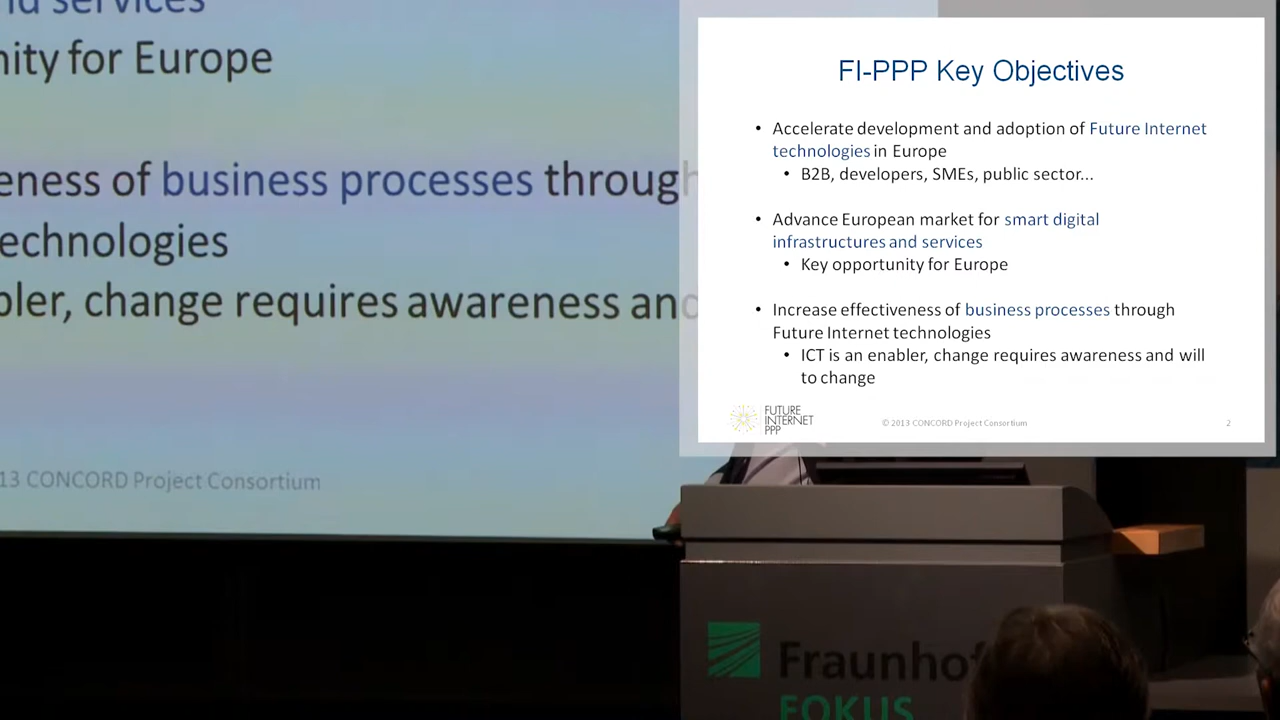 nd services
nity for Europe
eness of business processes throug
echnologies
bler, change requires awareness and
13 CONCORD Project Consortium
FI-PPP Key Objectives
• Accelerate development and adoption of Future Internet
technologies in Europe
• B2B, developers, SMEs, public sector...
• Advance European market for smart digital
infrastructures and services
• Key opportunity for Europe
• Increase effectiveness of business processes through
Future Internet technologies
• ICT is an enabler, change requires awareness and will
to change
FUTURE
INTERNET
PPP
© 2013 CONCORD Project Consortium
2
Fraunhof
FOKUS